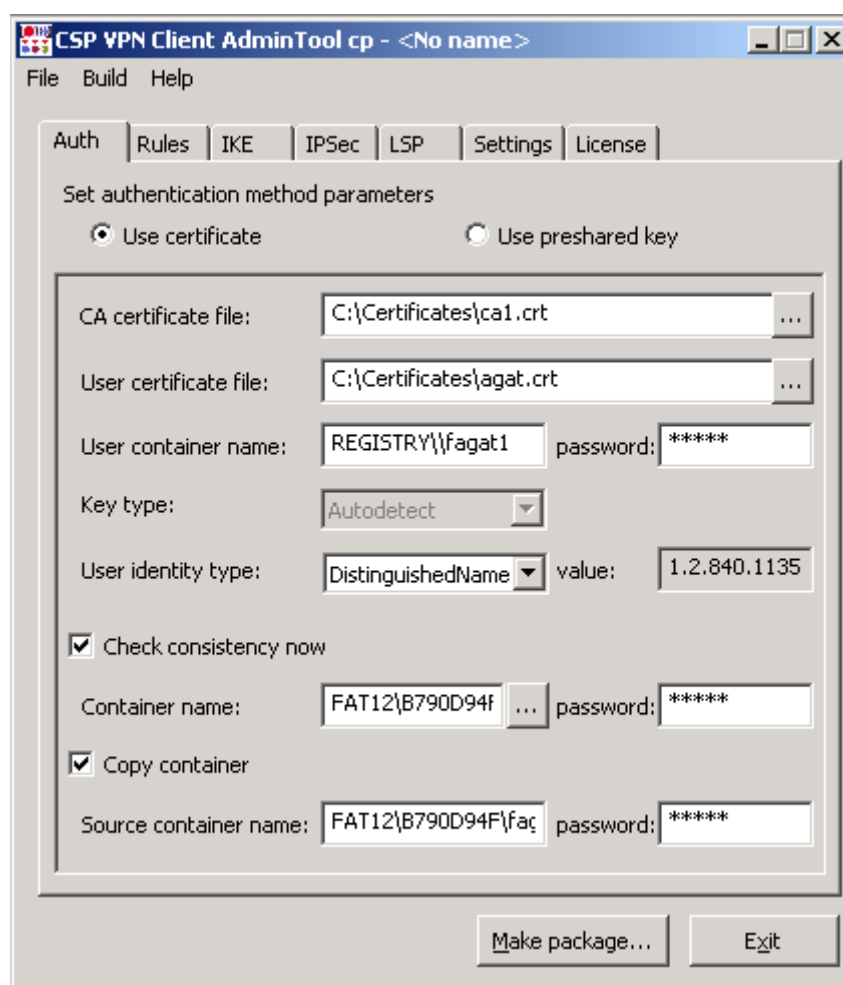 CSP VPN Client AdminTool cp - <No name>
File Build Help
Auth Rules IKE IPSec LSP Settings License
Set authentication method parameters
Use certificate Use preshared key
CA certificate file: C:\Certificates\ca1.crt ...
User certificate file: C:\Certificates\agat.crt ...
User container name: REGISTRY\\fagat1 password: *****
Key type: Autodetect
User identity type: DistinguishedName value: 1.2.840.1135
Check consistency now
Container name: FAT12\B790D94F ... password: *****
Copy container
Source container name: FAT12\B790D94F\fag password: *****
Make package... Exit